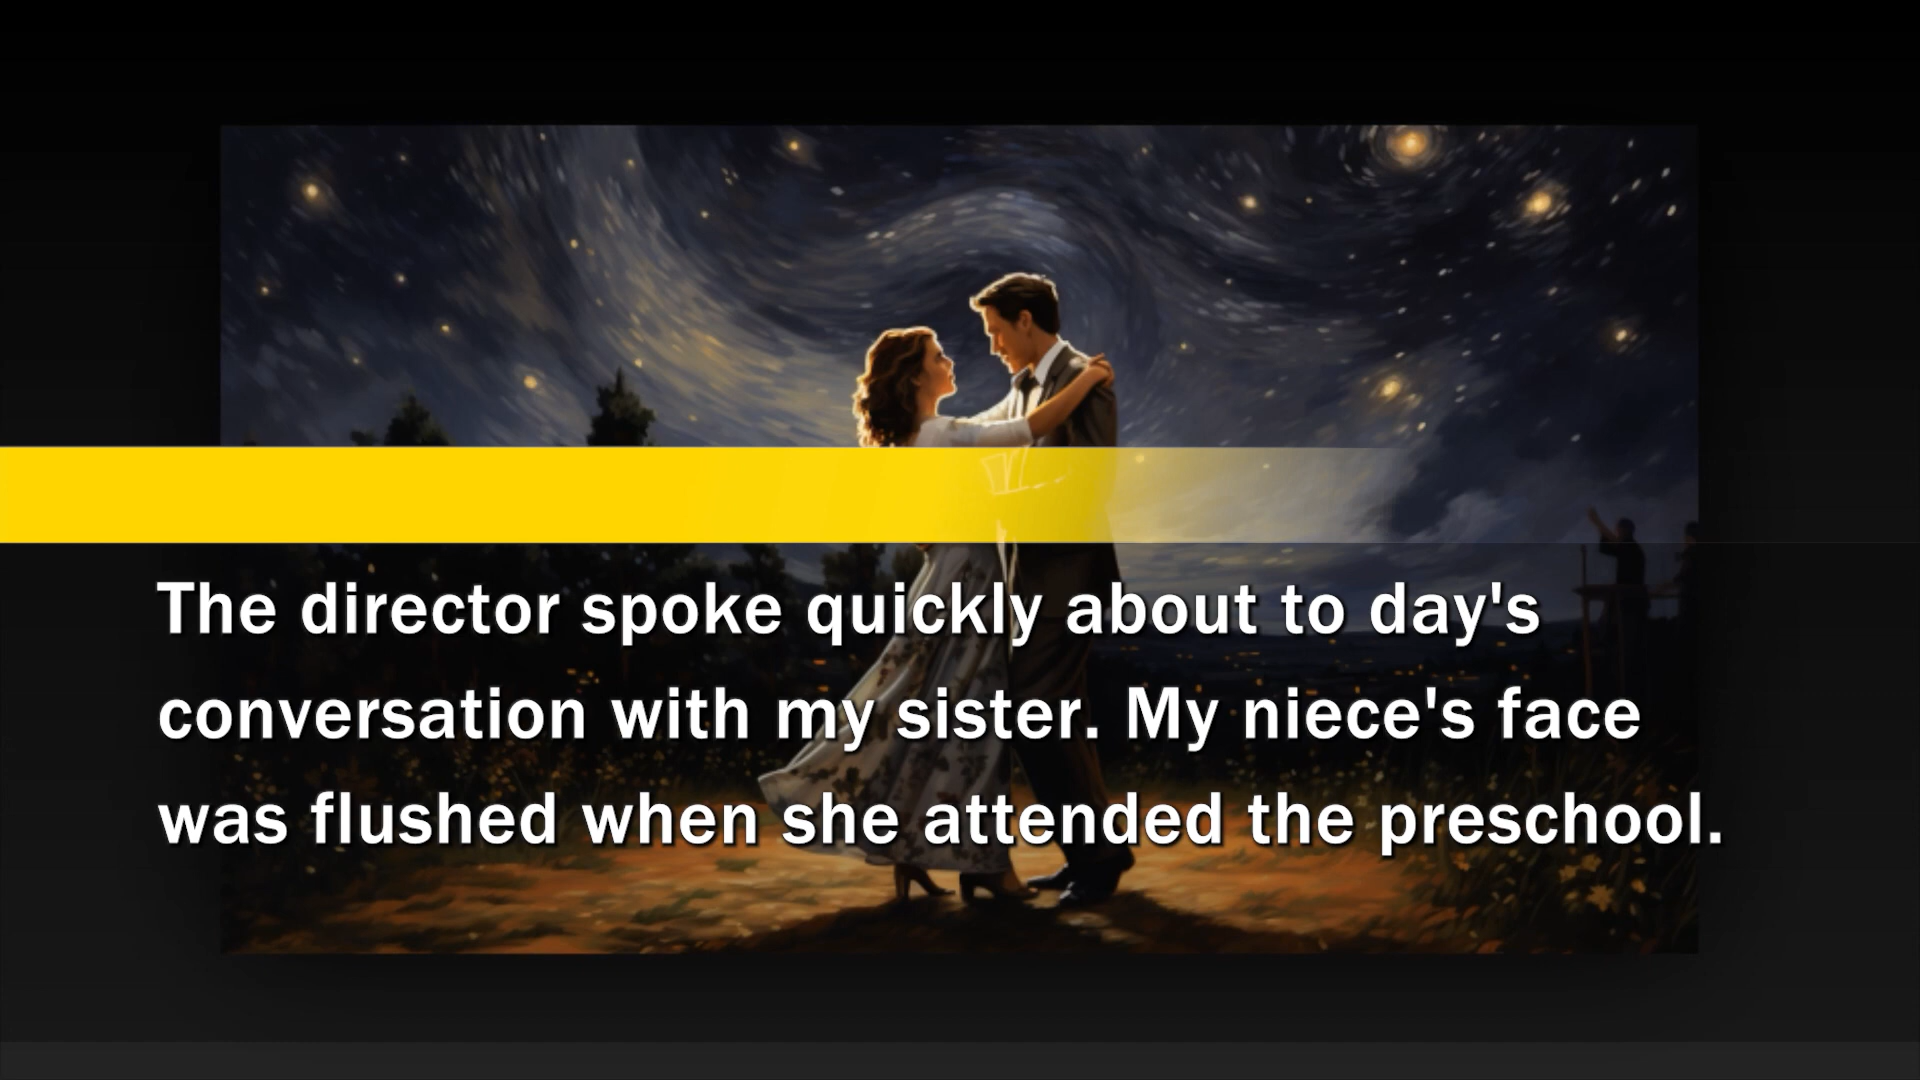 The director spoke quickly about to day's
conversation with my sister. My niece's face
was flushed when she attended the preschool.